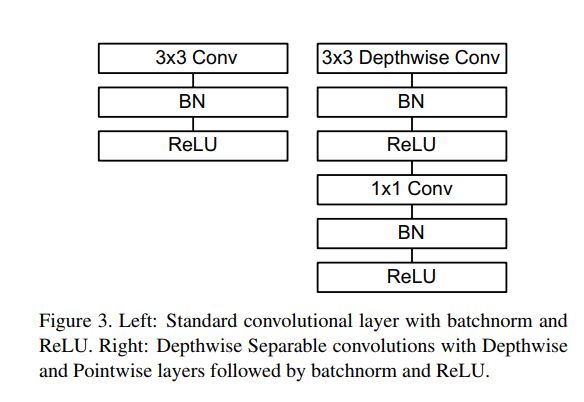 3x3 Conv
BN
ReLU
3x3 Depthwise Conv
BN
ReLU
1x1 Conv
BN
ReLU
Figure 3. Left: Standard convolutional layer with batchnorm and
ReLU. Right: Depthwise Separable convolutions with Depthwise
and Pointwise layers followed by batchnorm and ReLU.